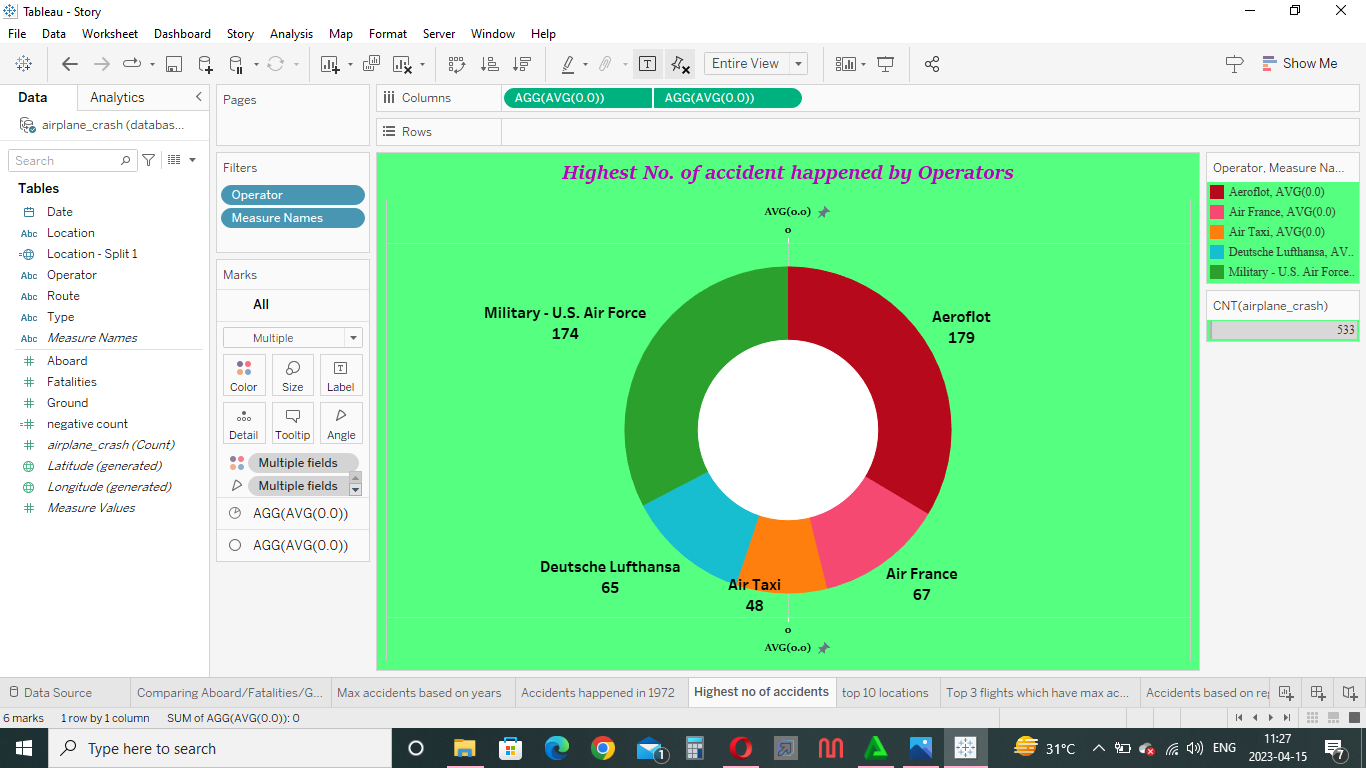 Tableau - Story
File Data Worksheet Dashboard Story Analysis Map Format Server Window Help
Entire View
Show Me
Data Analytics
airplane_crash (databas...
Search
Tables
Date
Abc Location
Location - Split 1
Abc Operator
Abc Route
Abc Type
Abc Measure Names
Aboard
Fatalities
Ground
negative count
airplane_crash (Count)
Latitude (generated)
Longitude (generated)
Measure Values
Pages
Filters
Operator
Measure Names
Marks
All
Multiple
Color Size Label
Detail Tooltip Angle
Multiple fields
Multiple fields
AGG(AVG(0.0))
AGG(AVG(0.0))
Columns AGG(AVG(0.0)) AGG(AVG(0.0))
Rows
Highest No. of accident happened by Operators
AVG(0.0)
0
Military - U.S. Air Force
174
Aeroflot
179
Deutsche Lufthansa
65
Air Taxi
48
Air France
67
0
AVG(0.0)
Operator, Measure Na...
Aeroflot, AVG(0.0)
Air France, AVG(0.0)
Air Taxi, AVG(0.0)
Deutsche Lufthansa, AV..
Military - U.S. Air Force..
CNT(airplane_crash)
533
Data Source Comparing Aboard/Fatalities/G... Max accidents based on years Accidents happened in 1972 Highest no of accidents top 10 locations Top 3 flights which have max ac... Accidents based on re
6 marks 1 row by 1 column SUM of AGG(AVG(0.0)): 0
Type here to search
1
31°C
ENG
11:27
2023-04-15
7